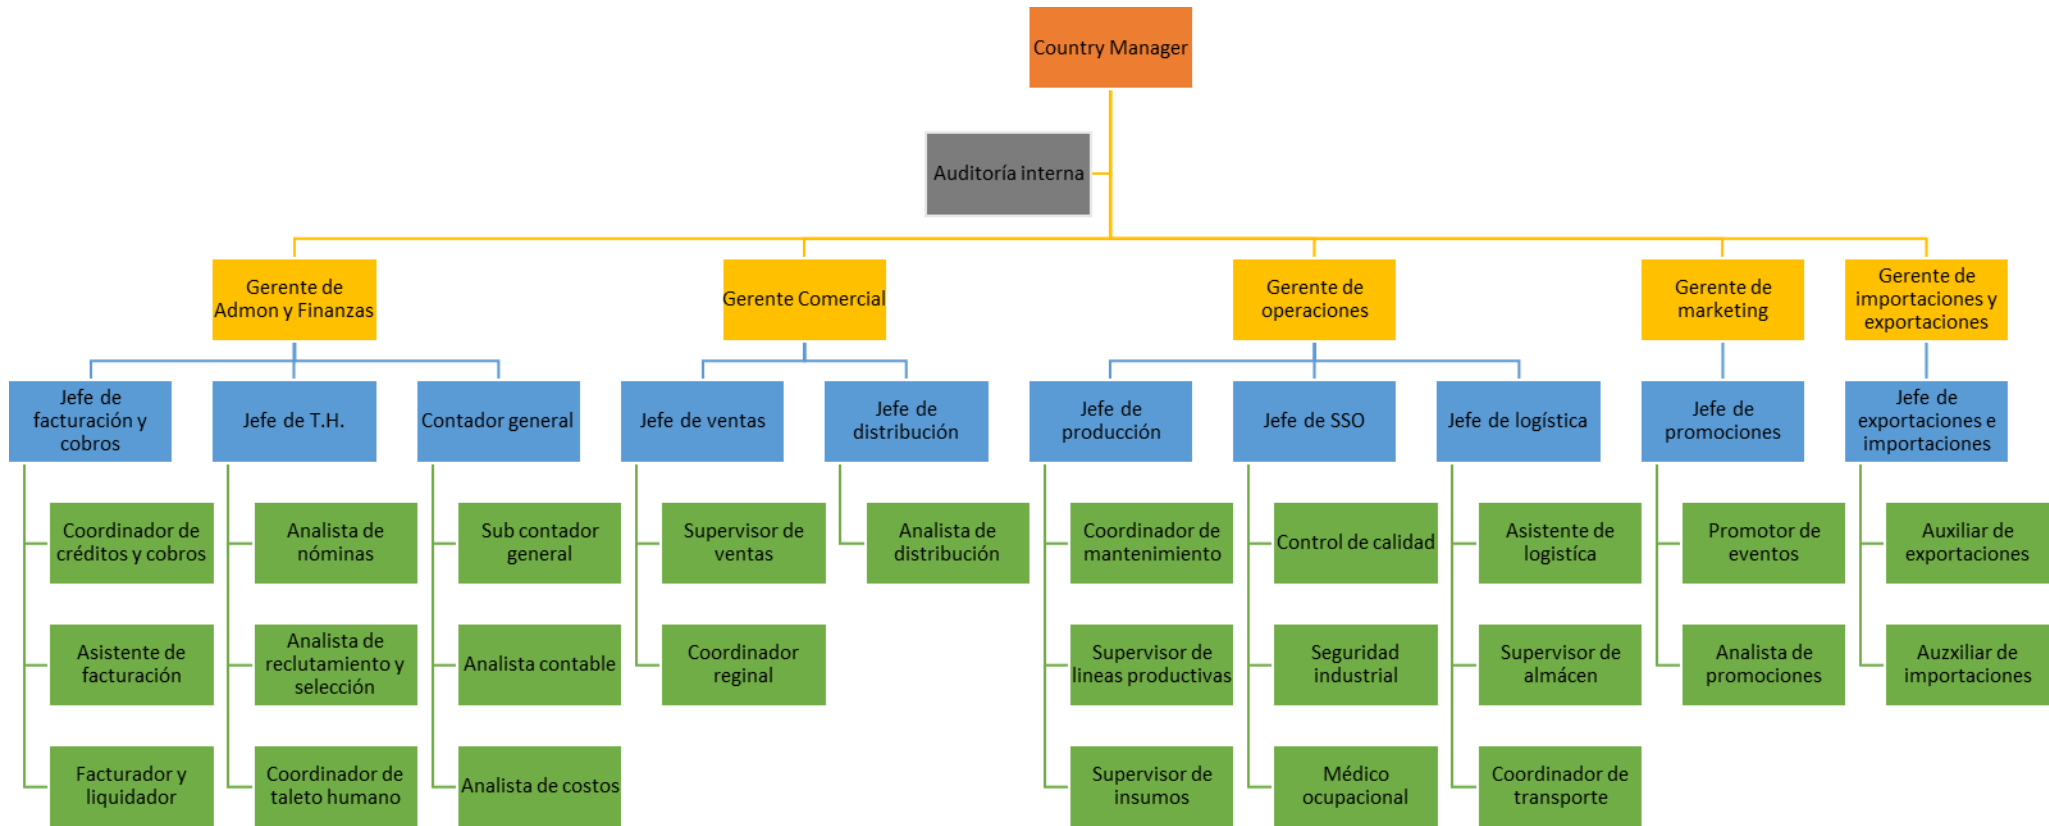 Country Manager
Auditoría interna
Gerente de
Admon y Finanzas
Gerente Comercial
Gerente de
operaciones
Gerente de
marketing
Gerente de
importaciones y
exportaciones
Jefe de
facturación y
cobros
Jefe de T.H.
Contador general
Jefe de ventas
Jefe de
distribución
Jefe de
producción
Jefe de SSO
Jefe de logística
Jefe de
promociones
Jefe de
exportaciones e
importaciones
Coordinador de
créditos y cobros
Analista de
nóminas
Sub contador
general
Supervisor de
ventas
Analista de
distribución
Coordinador de
mantenimiento
Control de calidad
Asistente de
logistíca
Promotor de
eventos
Auxiliar de
exportaciones
Asistente de
facturación
Analista de
reclutamiento y
selección
Analista contable
Coordinador
reginal
Supervisor de
lineas productivas
Seguridad
industrial
Supervisor de
almácen
Analista de
promociones
Auzxiliar de
importaciones
Facturador y
liquidador
Coordinador de
taleto humano
Analista de costos
Supervisor de
insumos
Médico
ocupacional
Coordinador de
transporte